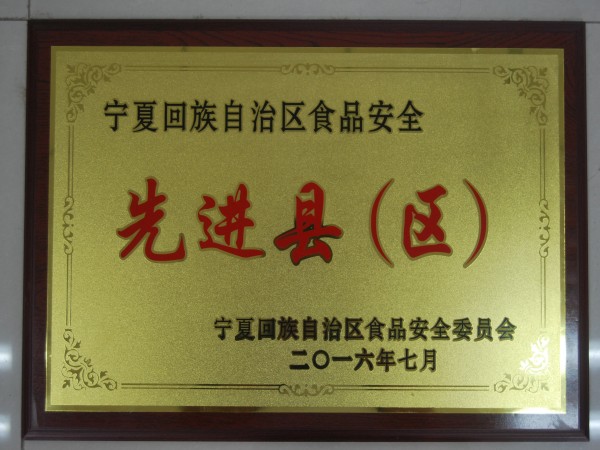 宁夏回族自治区食品安全
先进县(区)
宁夏回族自治区食品安全委员会
二〇一六年七月